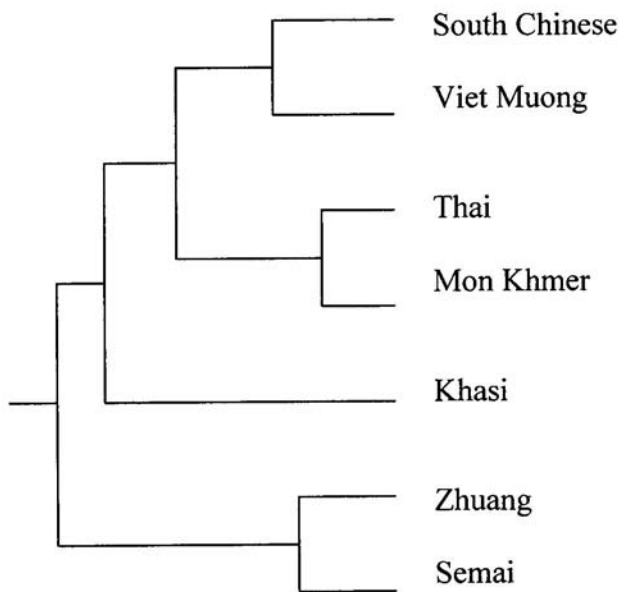 South Chinese
Viet Muong
Thai
Mon Khmer
Khasi
Zhuang
Semai